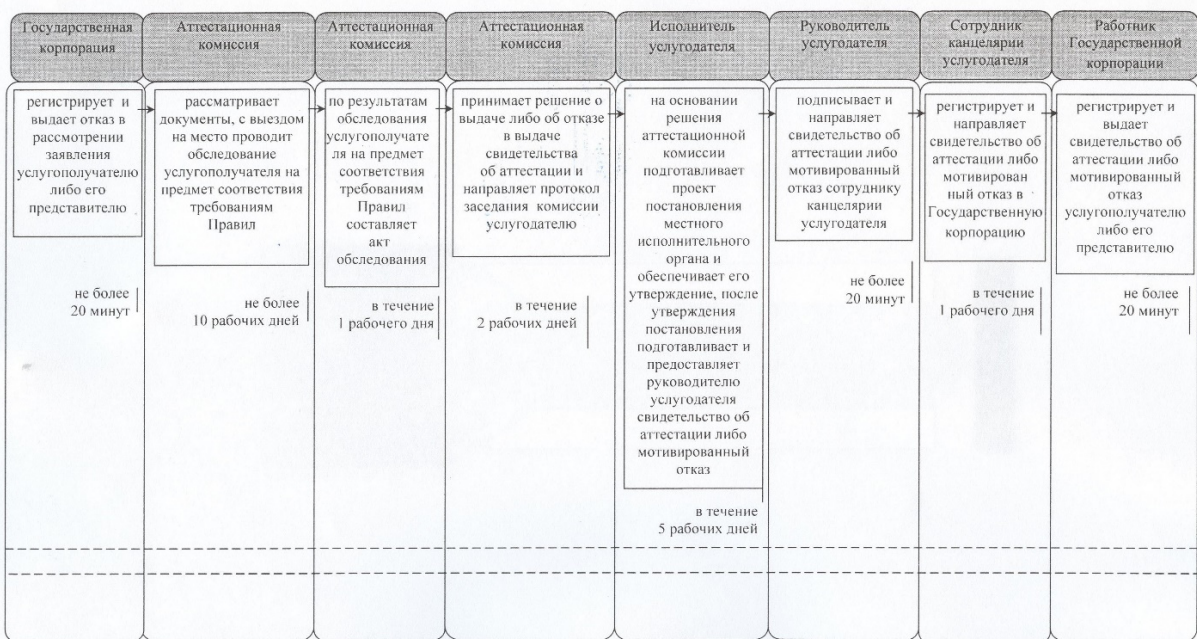 Государственная
корпорация
Аттестационная
комиссия
Аттестационная
комиссия
Аттестационная
комиссия
Исполнитель
услугодателя
Руководитель
услугодателя
Сотрудник
канцелярии
услугодателя
Работник
Государственной
корпорации
регистрирует и
выдает отказ в
рассмотрении
заявления
услугополучателю
либо его
представителю
не более
20 минут
рассматривает
документы, с выездом
на место проводит
обследование
услугополучателя на
предмет соответствия
требованиям
Правил
не более
10 рабочих дней
по результатам
обследования
услугополучате
ля на предмет
соответствия
требованиям
Правил
составляет
акт
обследования
в течение
1 рабочего дня
принимает решение о
выдаче либо об отказе
в выдаче
свидетельства
об аттестации и
направляет протокол
заседания комиссии
услугодателю
в течение
2 рабочих дней
на основании
решения
аттестационной
комиссии
подготавливает
проект
постановления
местного
исполнительного
органа и
обеспечивает его
утверждение, после
утверждения
постановления
подготавливает и
предоставляет
руководителю
услугодателя
свидетельство об
аттестации либо
мотивированный
отказ
в течение
5 рабочих дней
подписывает и
направляет
свидетельство об
аттестации либо
мотивированный
отказ сотруднику
канцелярии
услугодателя
не более
20 минут
регистрирует и
направляет
свидетельство об
аттестации либо
мотивирован
ный отказ в
Государственную
корпорацию
в течение
1 рабочего дня
регистрирует и
выдает
свидетельство об
аттестации либо
мотивированный
отказ
услугополучателю
либо его
представителю
не более
20 минут